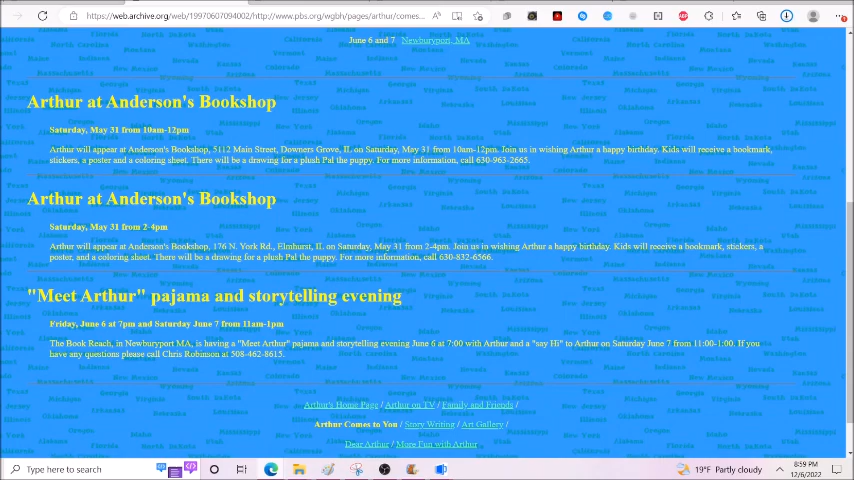 https://web.archive.org/web/19970607094002/http://www.pbs.org/wgbh/pages/arthur/comes...
June 6 and 7 Newburyport, MA
Arthur at Anderson's Bookshop
Saturday, May 31 from 10am-12pm
Arthur will appear at Anderson's Bookshop, 5112 Main Street, Downers Grove, IL on Saturday, May 31 from 10am-12pm. Join us in wishing Arthur a happy birthday. Kids will receive a bookmark,
stickers, a poster and a coloring sheet. There will be a drawing for a plush Pal the puppy. For more information, call 630-963-2665.
Arthur at Anderson's Bookshop
Saturday, May 31 from 2-4pm
Arthur will appear at Anderson's Bookshop, 176 N. York Rd., Elmhurst, IL on Saturday, May 31 from 2-4pm. Join us in wishing Arthur a happy birthday. Kids will receive a bookmark, stickers, a
poster, and a coloring sheet. There will be a drawing for a plush Pal the puppy. For more information, call 630-832-6566.
"Meet Arthur" pajama and storytelling evening
Friday, June 6 at 7pm and Saturday June 7 from 11am-1pm
The Book Reach, in Newburyport MA, is having a "Meet Arthur" pajama and storytelling evening June 6 at 7:00 with Arthur and a "say Hi" to Arthur on Saturday June 7 from 11:00-1:00. If you
have any questions please call Chris Robinson at 508-462-8615.
Arthur's Home Page / Arthur on TV / Family and Friends /
Arthur Comes to You / Story Writing / Art Gallery /
Dear Arthur / More Fun with Arthur
Type here to search
19°F Partly cloudy
8:59 PM
12/6/2022